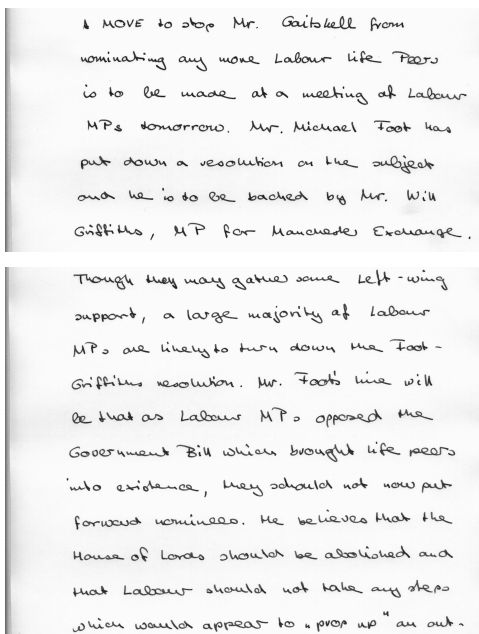 A MOVE to stop Mr. Gaitskell from
nominating any more Labour life Peers
is to be made at a meeting of Labour
MPs tomorrow. Mr. Michael Foot has
put down a resolution on the subject
and he is to be backed by Mr. Will
Griffiths, MP for Manchester Exchange.
Though they may gather some Left-wing
support, a large majority of Labour
MPs are likely to turn down the Foot-
Griffiths resolution. Mr. Foot's line will
be that as Labour MPs opposed the
Government Bill which brought life peers
into existence, they should not now put
forward nominees. He believes that the
House of Lords should be abolished and
that Labour should not take any steps
which would appear to „prop up" an out-